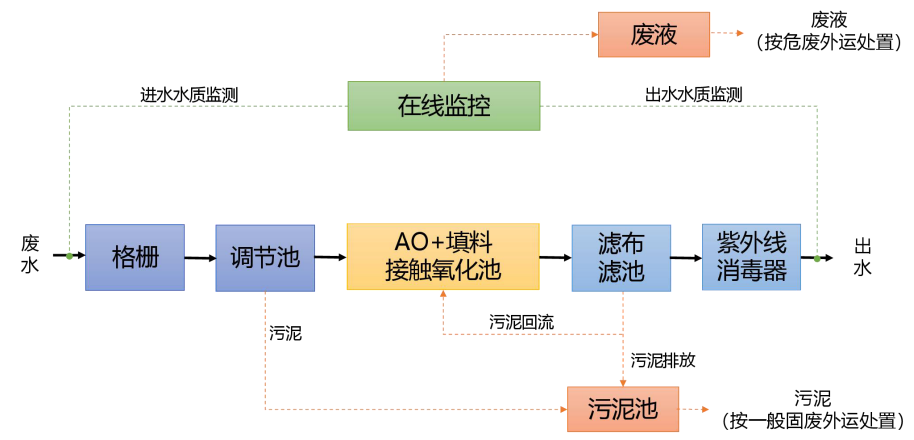 废液
废液
（按危废外运处置）
进水水质监测
在线监控
出水水质监测
废
水
格栅
调节池
AO+填料
接触氧化池
滤布
滤池
紫外线
消毒器
出
水
污泥
污泥回流
污泥排放
污泥池
污泥
（按一般固废外运处置）